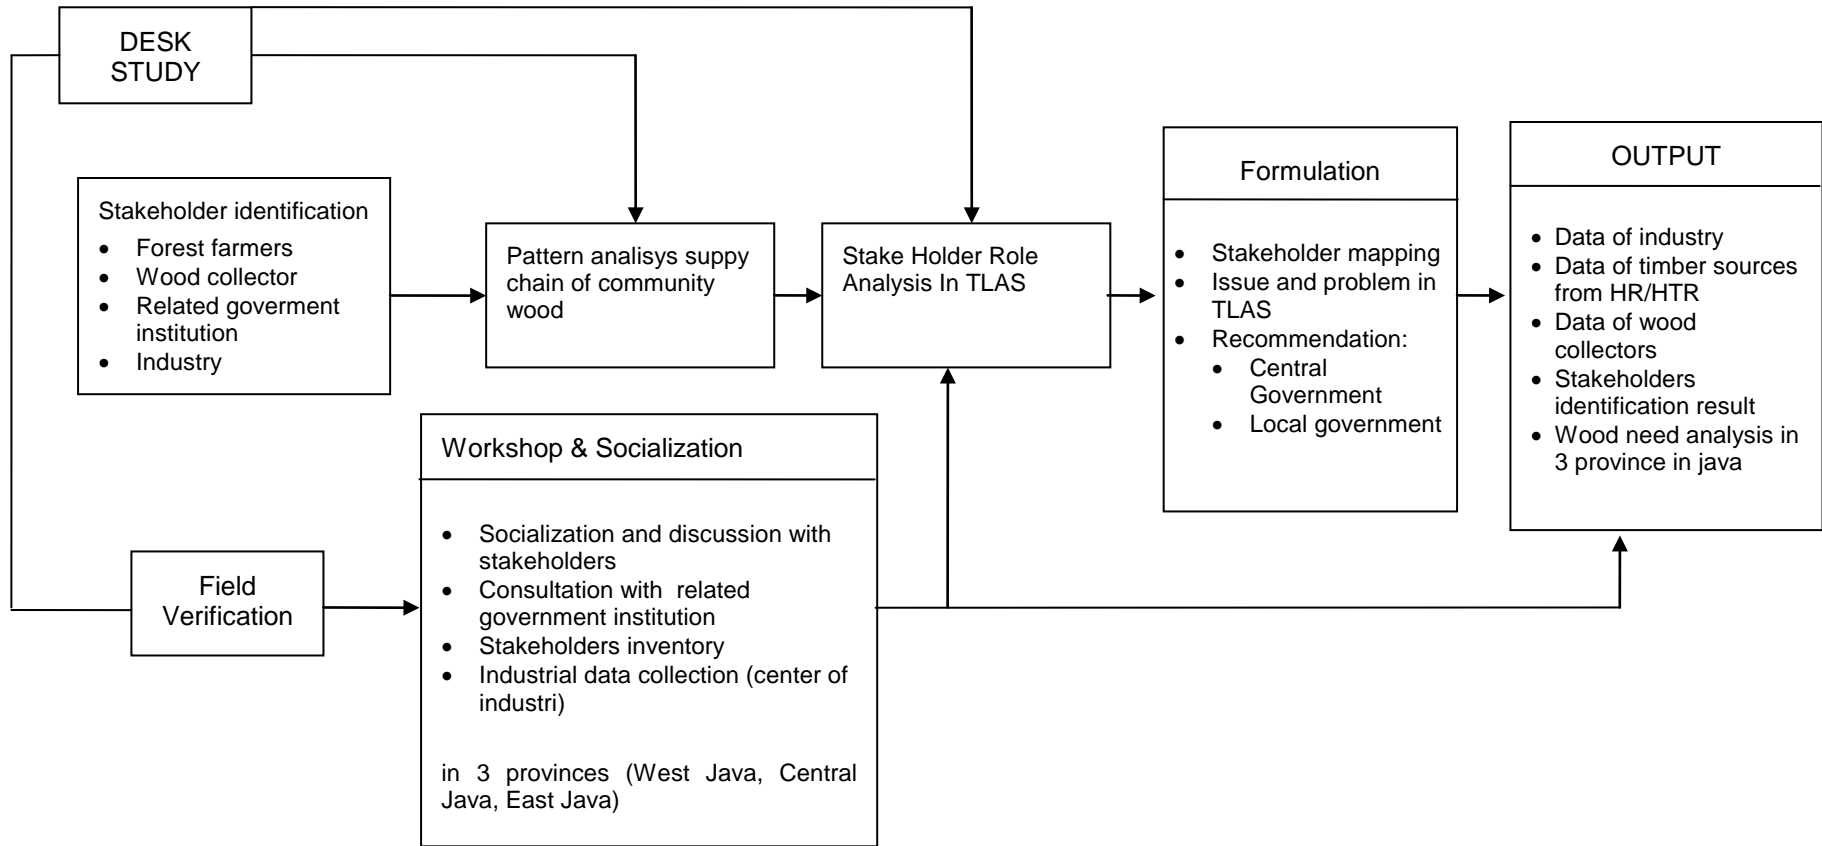 DESK
STUDY
Stakeholder identification
• Forest farmers
• Wood collector
• Related goverment
institution
• Industry
Pattern analisys suppy
chain of community
wood
Stake Holder Role
Analysis In TLAS
Formulation
• Stakeholder mapping
• Issue and problem in
TLAS
• Recommendation:
• Central
Government
• Local government
OUTPUT
• Data of industry
• Data of timber sources
from HR/HTR
• Data of wood
collectors
• Stakeholders
identification result
• Wood need analysis in
3 province in java
Field
Verification
Workshop & Socialization
• Socialization and discussion with
stakeholders
• Consultation with related
government institution
• Stakeholders inventory
• Industrial data collection (center of
industri)
in 3 provinces (West Java, Central
Java, East Java)